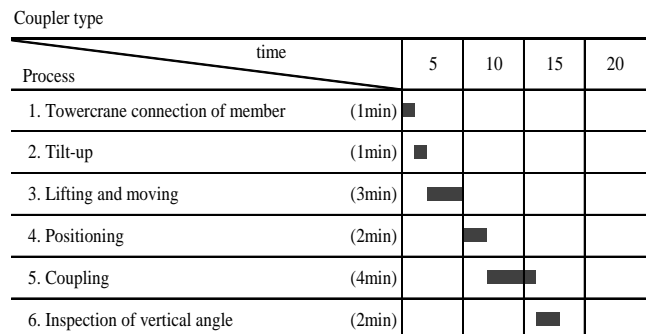 Coupler type
time
Process
5 10 15 20
1. Towercrane connection of member (1min)
2. Tilt-up (1min)
3. Lifting and moving (3min)
4. Positioning (2min)
5. Coupling (4min)
6. Inspection of vertical angle (2min)